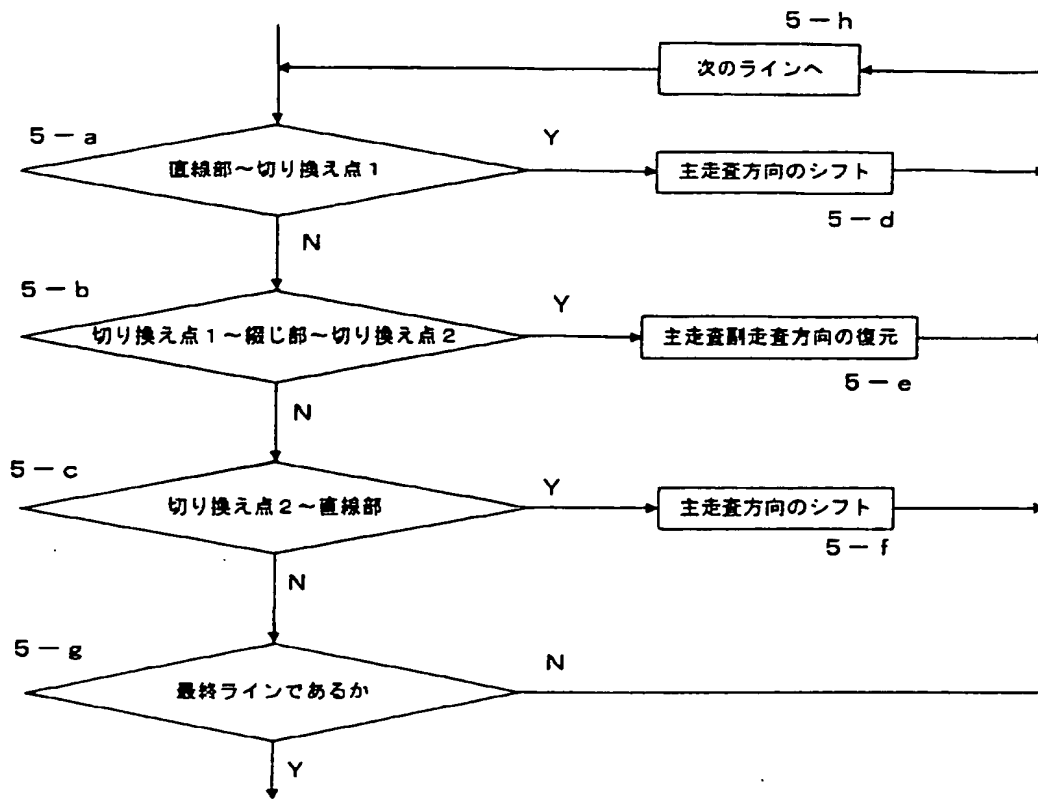 5-h
次のラインへ
5-a
直線部～切り換え点1
Y
主走査方向のシフト
5-d
N
5-b
切り換え点1～綴じ部～切り換え点2
Y
主走査副走査方向の復元
5-e
N
5-c
切り換え点2～直線部
Y
主走査方向のシフト
5-f
N
5-g
最終ラインであるか
N
Y